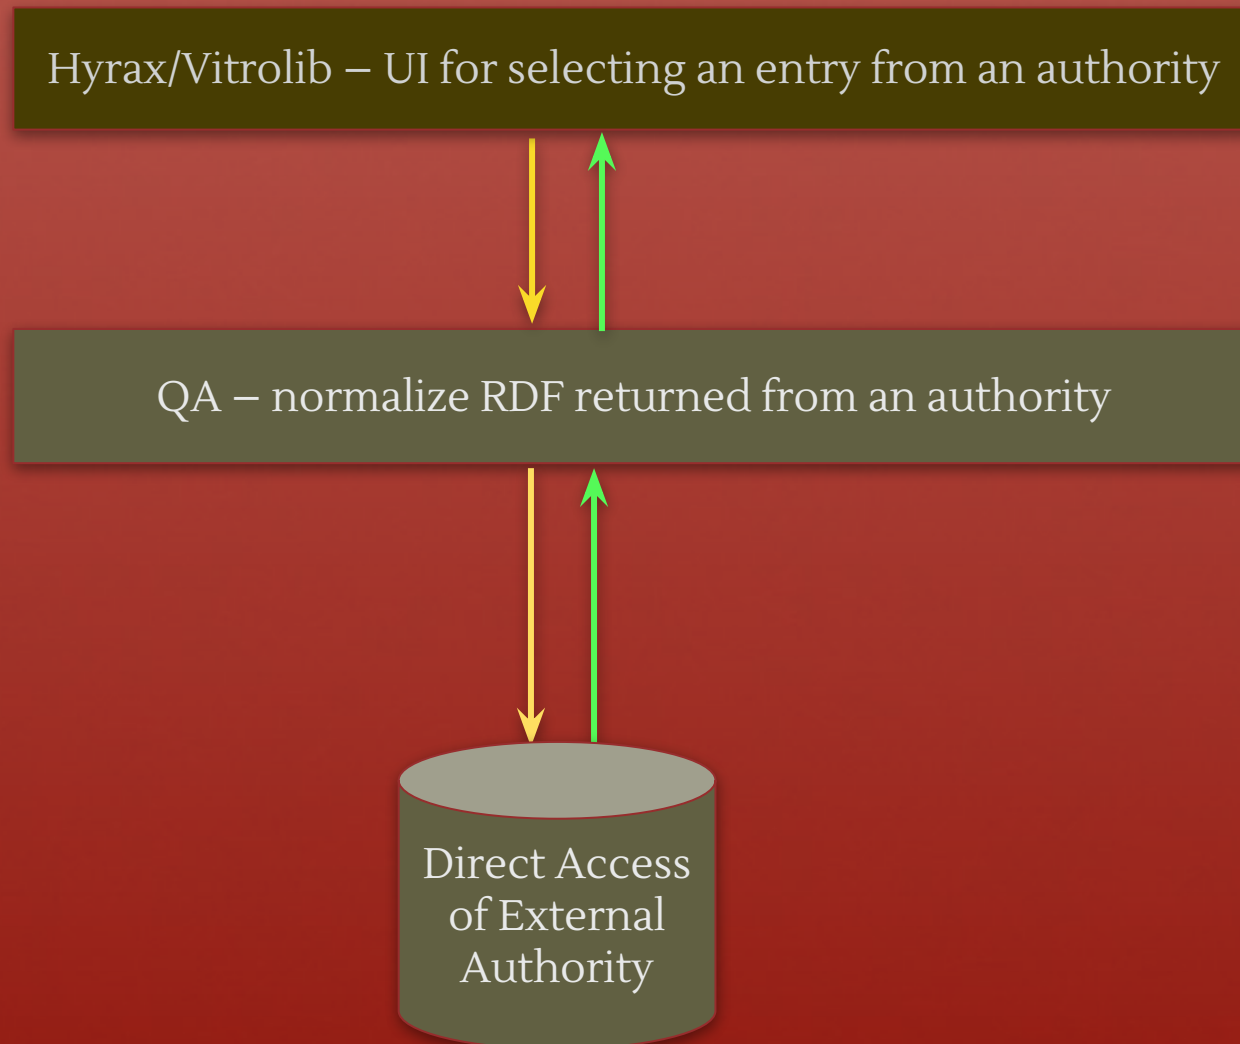 Hyrax/Vitrolib – UI for selecting an entry from an authority
QA – normalize RDF returned from an authority
Direct Access
of External
Authority